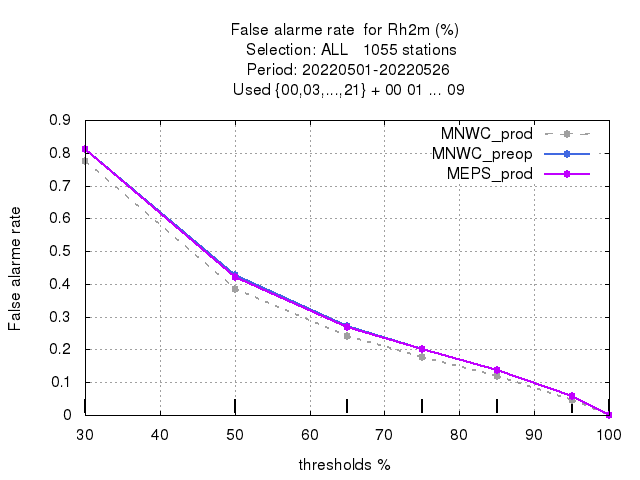 False alarme rate  for Rh2m (%)
Selection: ALL   1055 stations
Period: 20220501-20220526
Used {00,03,...,21} + 00 01 ... 09
0.9
0.8
0.7
0.6
0.5
0.4
0.3
0.2
0.1
0
False alarme rate
MNWC_prod
MNWC_preop
MEPS_prod
30 40 50 60 70 80 90 100
thresholds %